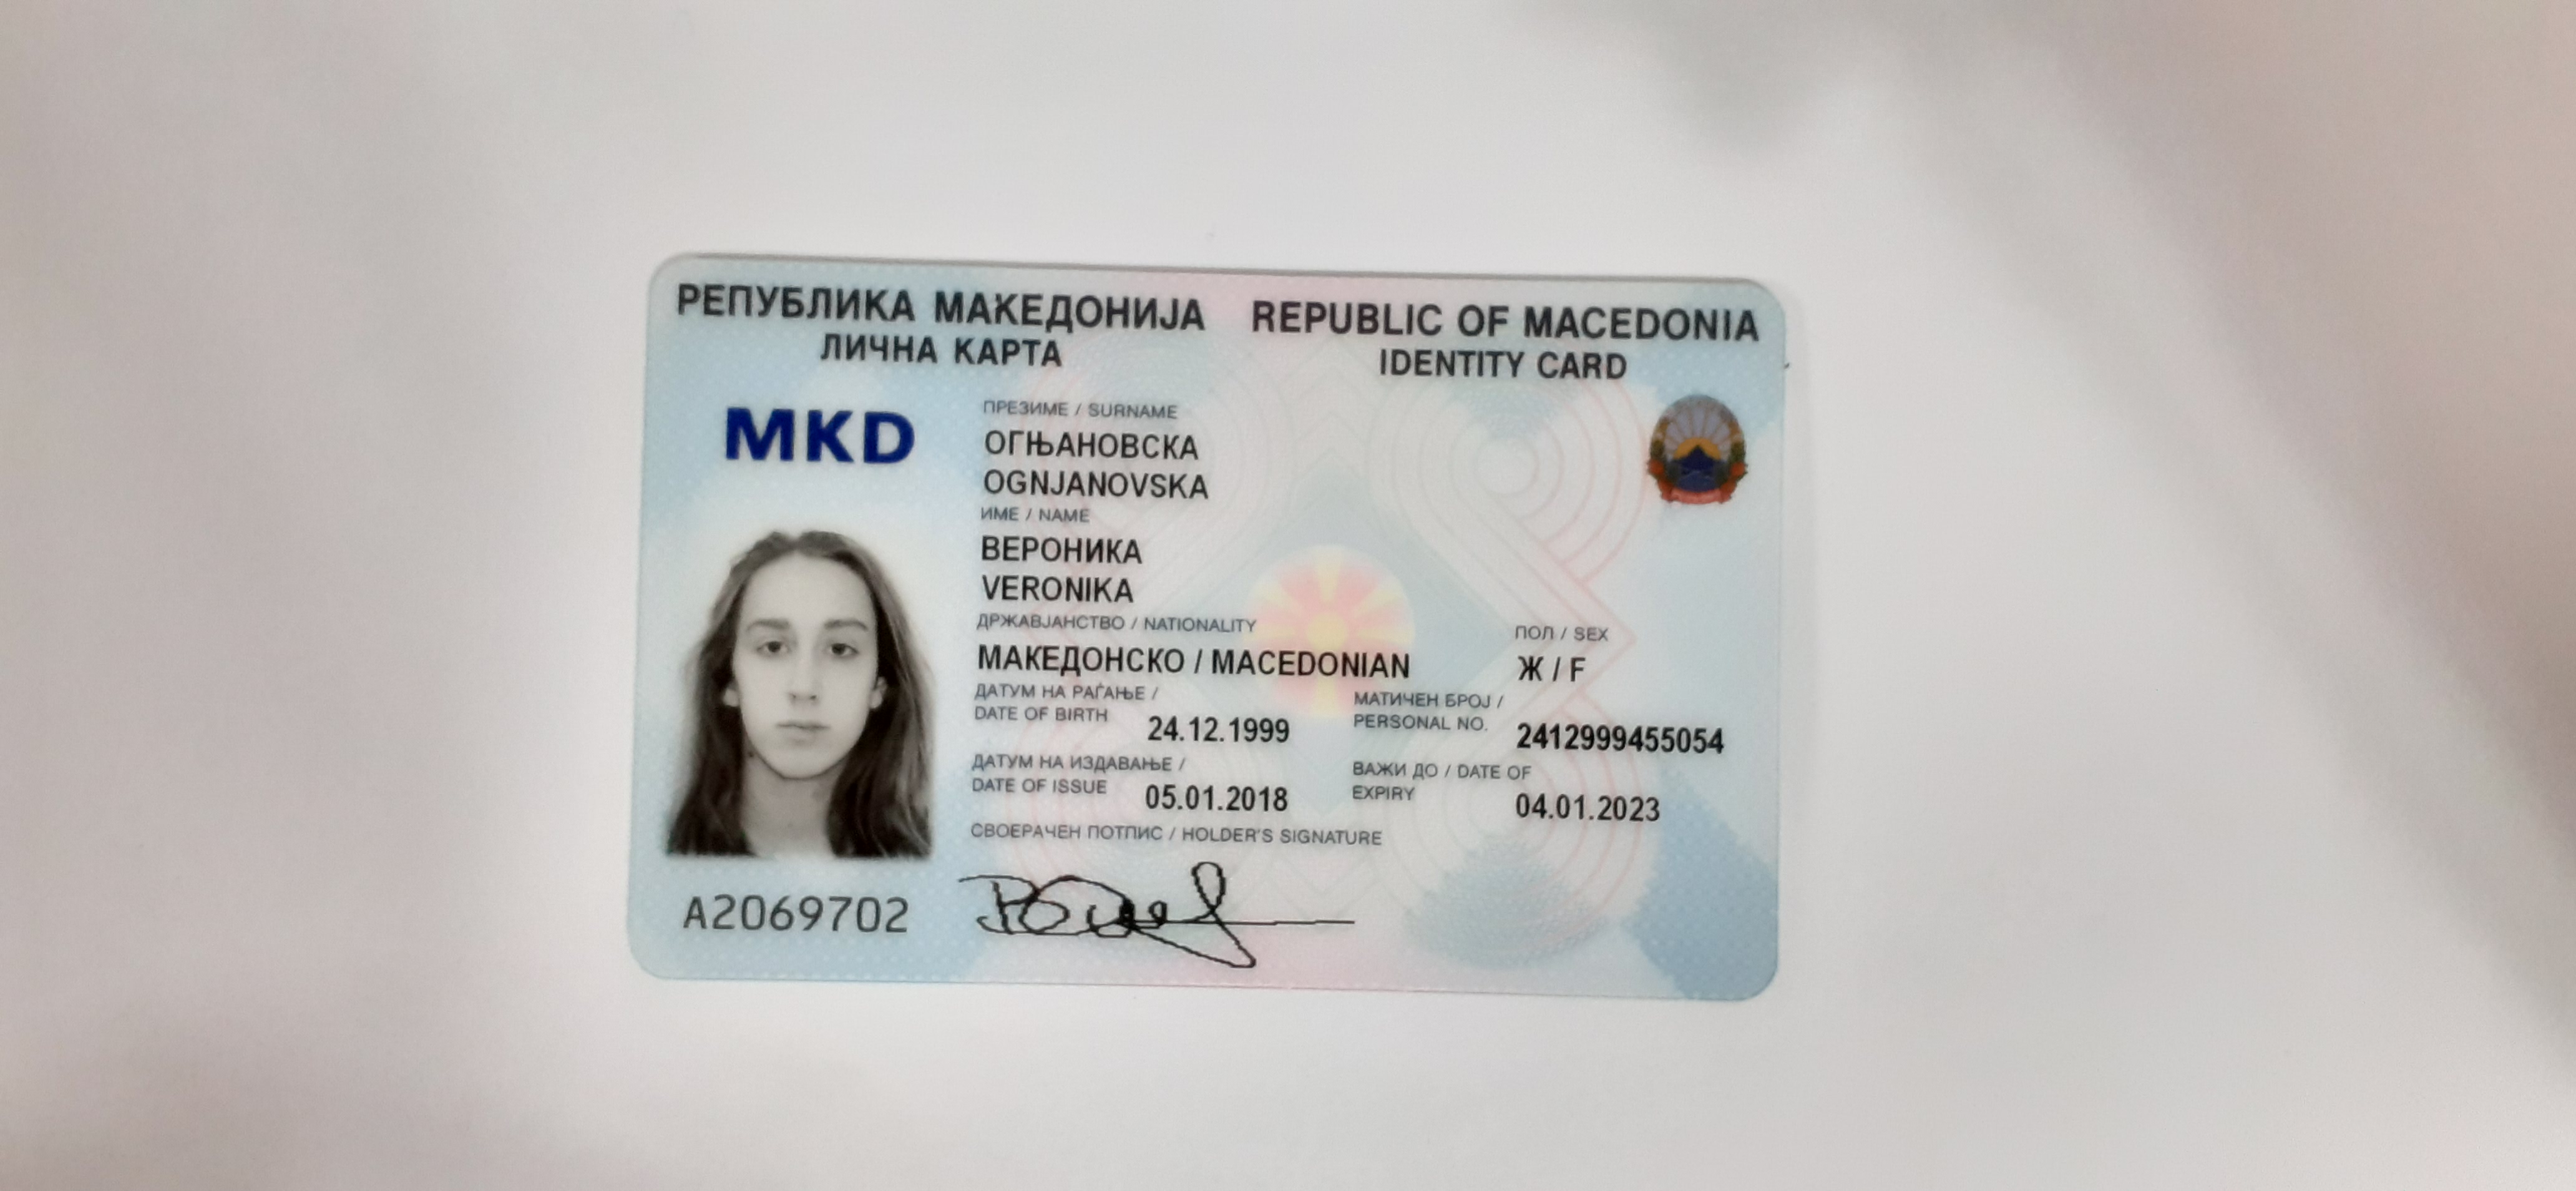 РЕПУБЛИКА МАКЕДОНИЈА REPUBLIC OF MACEDONIA
ЛИЧНА КАРТА IDENTITY CARD
MKD
ПРЕЗИМЕ / SURNAME
ОГЊАНОВСКА
OGNJANOVSKA
ИМЕ / NAME
ВЕРОНИКА
VERONIKA
ДРЖАВЈАНСТВО / NATIONALITY
МАКЕДОНСКО / MACEDONIAN
ПОЛ / SEX
Ж / F
ДАТУМ НА РАЃАЊЕ /
DATE OF BIRTH 24.12.1999
МАТИЧЕН БРОЈ /
PERSONAL NO. 2412999455054
ДАТУМ НА ИЗДАВАЊЕ /
DATE OF ISSUE 05.01.2018
ВАЖИ ДО / DATE OF
EXPIRY 04.01.2023
СВОЕРАЧЕН ПОТПИС / HOLDER'S SIGNATURE
A2069702